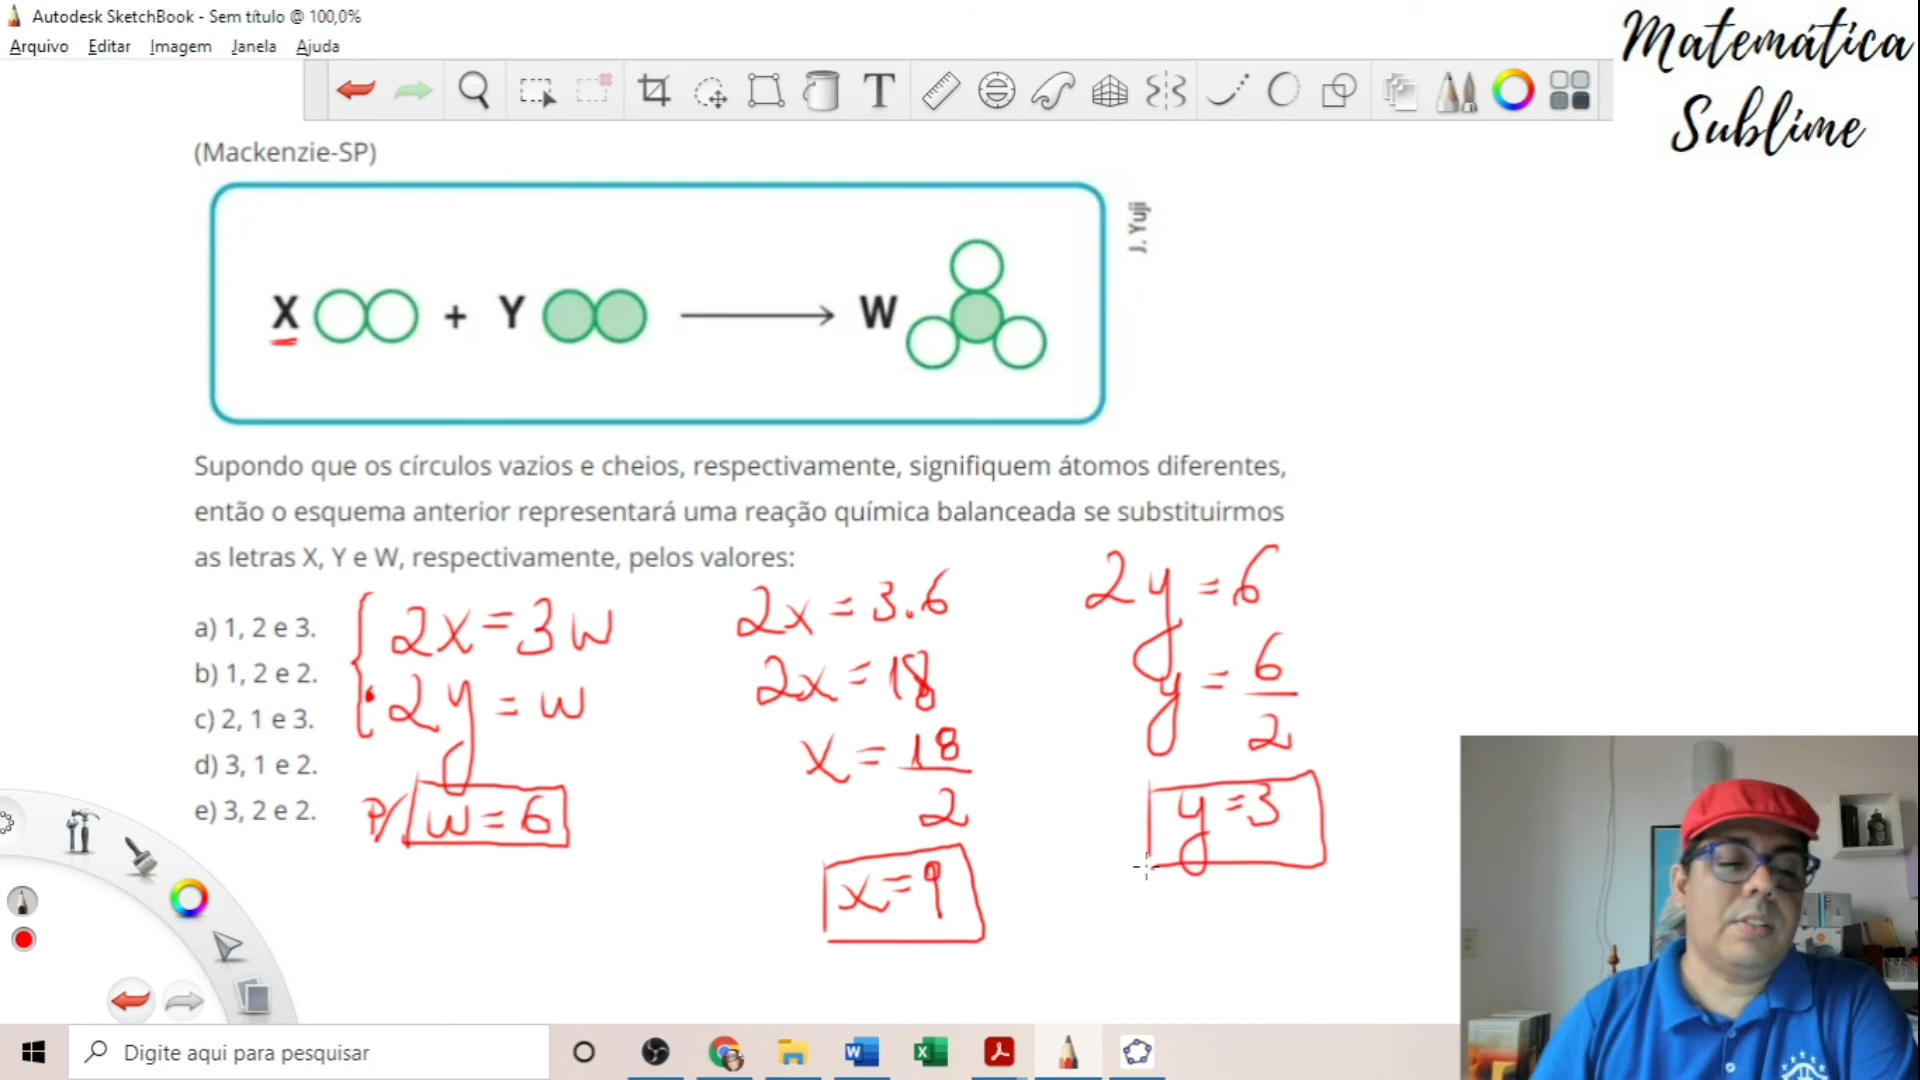 Autodesk SketchBook - Sem título @ 100,0%
Arquivo Editar Imagem Janela Ajuda
T
Matemática
Sublime
(Mackenzie-SP)
J. Yuji
X + Y W
Supondo que os círculos vazios e cheios, respectivamente, signifiquem átomos diferentes,
então o esquema anterior representará uma reação química balanceada se substituirmos
as letras X, Y e W, respectivamente, pelos valores:
a) 1, 2 e 3.
b) 1, 2 e 2.
c) 2, 1 e 3.
d) 3, 1 e 2.
e) 3, 2 e 2.
2x = 3w
2y = w
P/ w = 6
2x = 3.6
2x = 18
x = 18
2
x = 9
2y = 6
y = 6
2
y = 3
Digite aqui para pesquisar